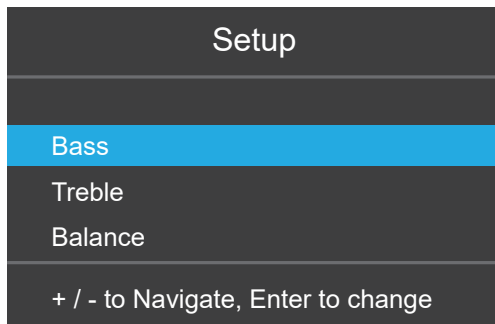 Setup
Bass
Treble
Balance
+ / - to Navigate, Enter to change